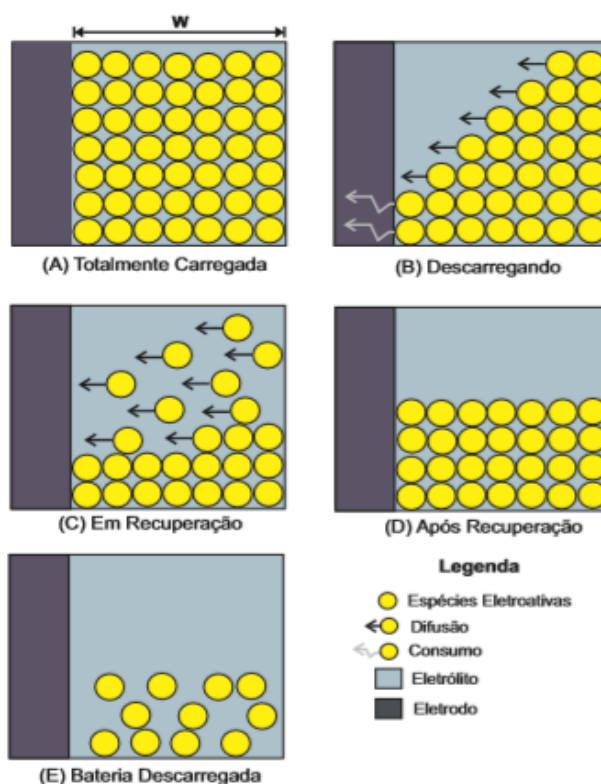 W
(A) Totalmente Carregada
(B) Descarregando
(C) Em Recuperação
(D) Após Recuperação
Legenda
Espécies Eletroativas
Difusão
Consumo
Eletrólito
Eletrodo
(E) Bateria Descarregada